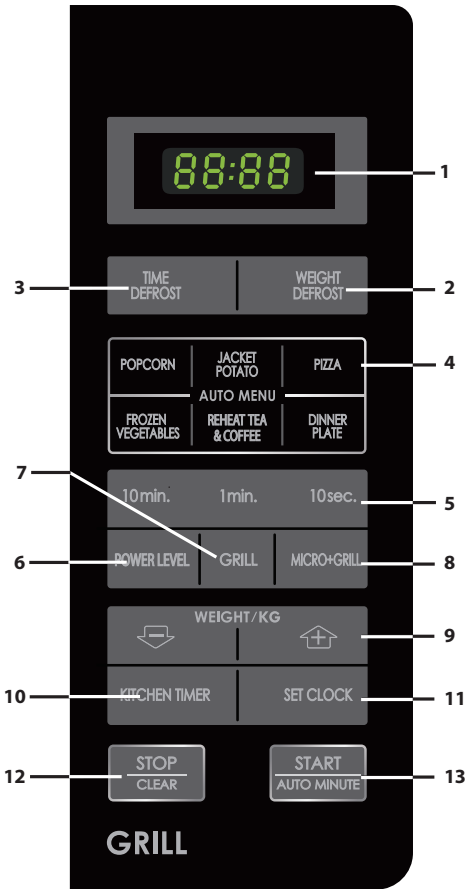 88:88
1
TIME
DEFROST
WEIGHT
DEFROST
3
2
POPCORN
JACKET
POTATO
PIZZA
4
AUTO MENU
FROZEN
VEGETABLES
REHEAT TEA
& COFFEE
DINNER
PLATE
7
10min.
1min.
10sec.
5
6
POWER LEVEL
GRILL
MICRO+GRILL
8
WEIGHT/KG
9
10
KITCHEN TIMER
SET CLOCK
11
12
STOP
CLEAR
START
AUTO MINUTE
13
GRILL